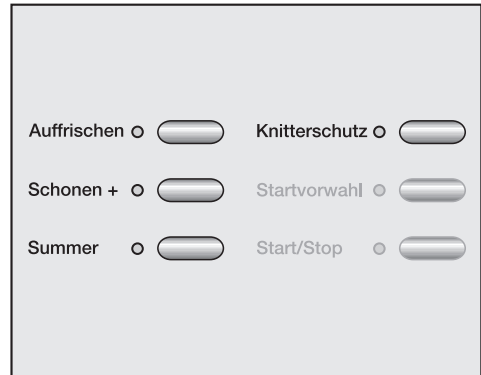 Auffrischen
Knitterschutz
Schonen +
Startvorwahl
Summer
Start/Stop